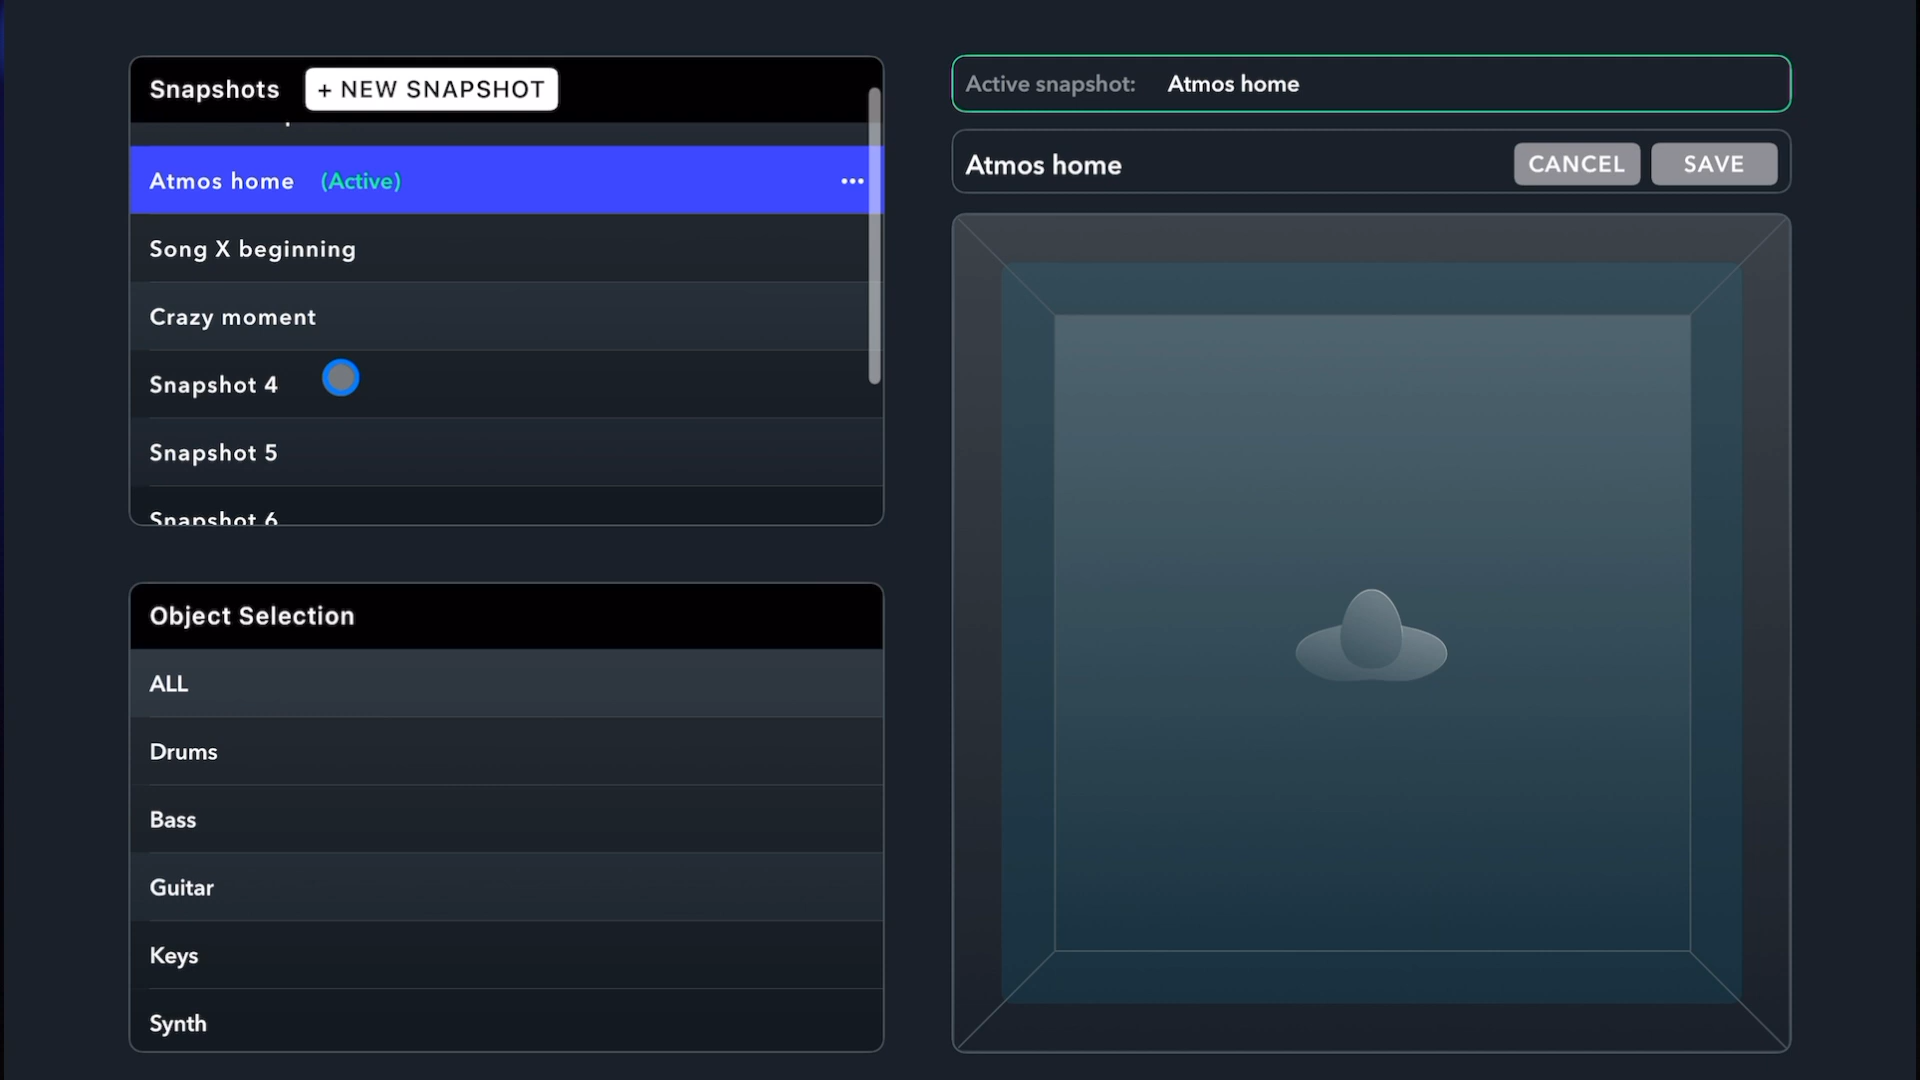 Snapshots
+ NEW SNAPSHOT
Atmos home (Active) •••
Song X beginning
Crazy moment
Snapshot 4
Snapshot 5
Snapshot 6
Object Selection
ALL
Drums
Bass
Guitar
Keys
Synth
Active snapshot: Atmos home
Atmos home
CANCEL
SAVE